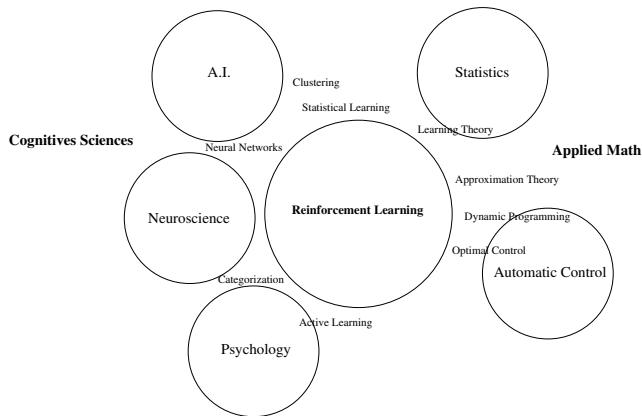 A.I.
Statistics
Clustering
Statistical Learning
Learning Theory
Cognitives Sciences
Neural Networks
Applied Math
Approximation Theory
Reinforcement Learning
Neuroscience
Dynamic Programming
Optimal Control
Automatic Control
Categorization
Active Learning
Psychology